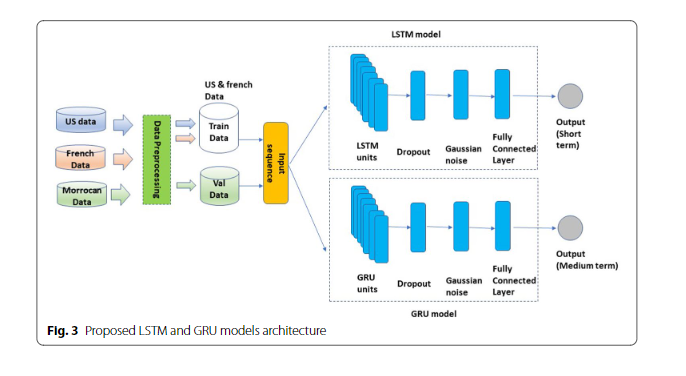 LSTM model
US & french
Data
US data
French
Data
Morrocan
Data
Data Preprocessing
Train
Data
Val
Data
Input
sequence
LSTM
units
Dropout
Gaussian
noise
Fully
Connected
Layer
Output
(Short
term)
GRU
units
Dropout
Gaussian
noise
Fully
Connected
Layer
Output
(Medium term)
GRU model
Fig. 3 Proposed LSTM and GRU models architecture